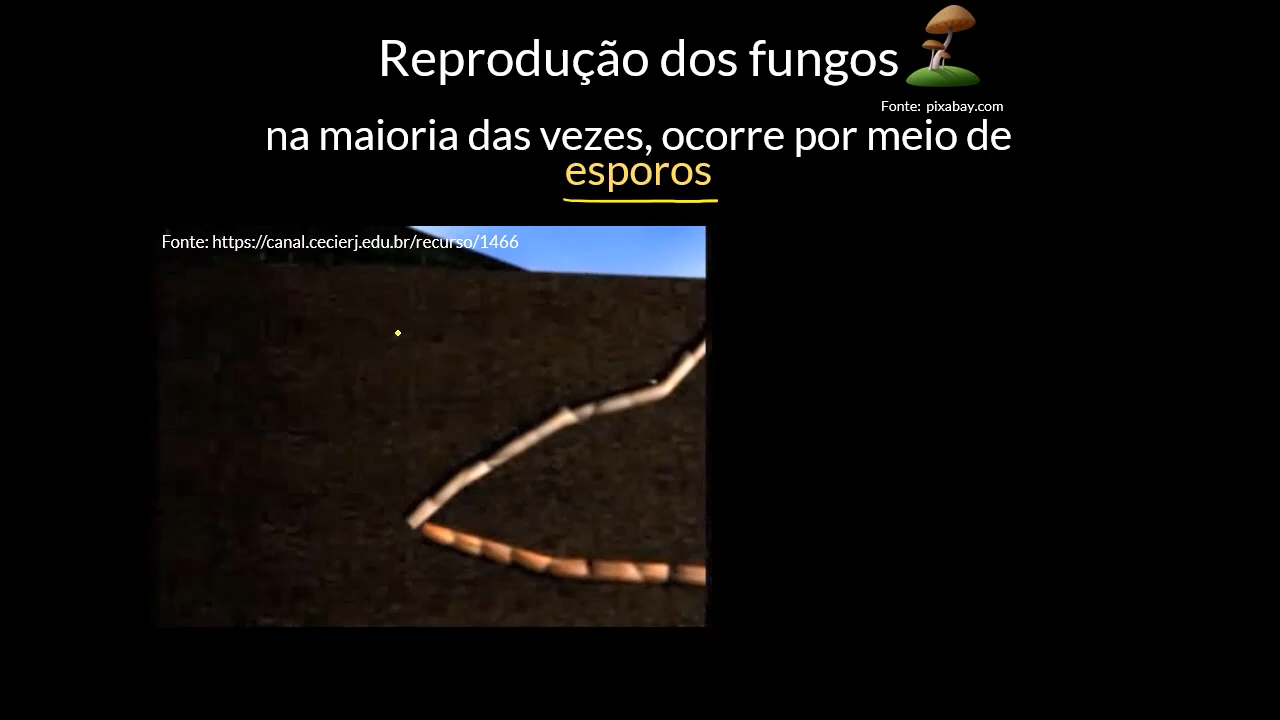 Reprodução dos fungos
Fonte: pixabay.com
na maioria das vezes, ocorre por meio de
esporos
Fonte: https://canal.cecierj.edu.br/recurso/1466